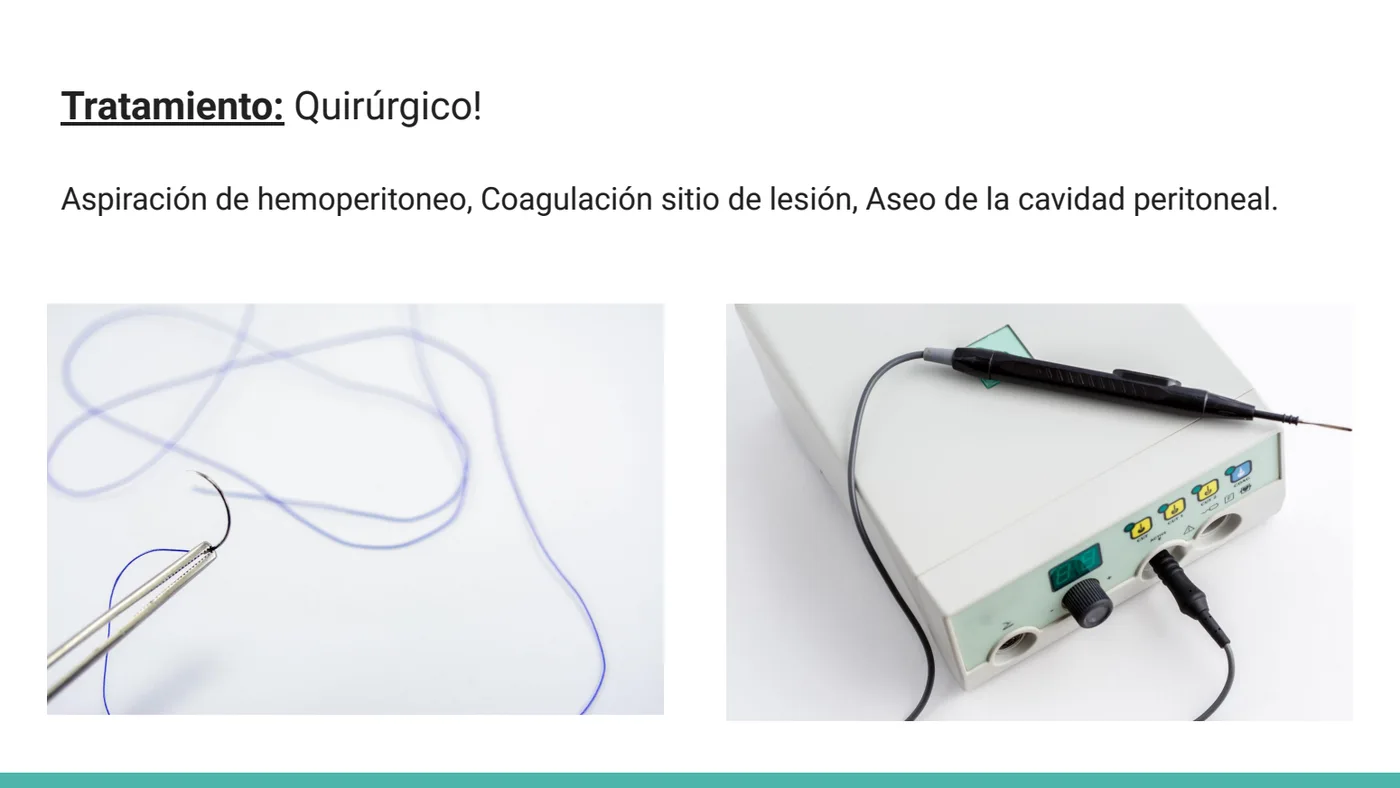 Tratamiento: Quirúrgico!
Aspiración de hemoperitoneo, Coagulación sitio de lesión, Aseo de la cavidad peritoneal.